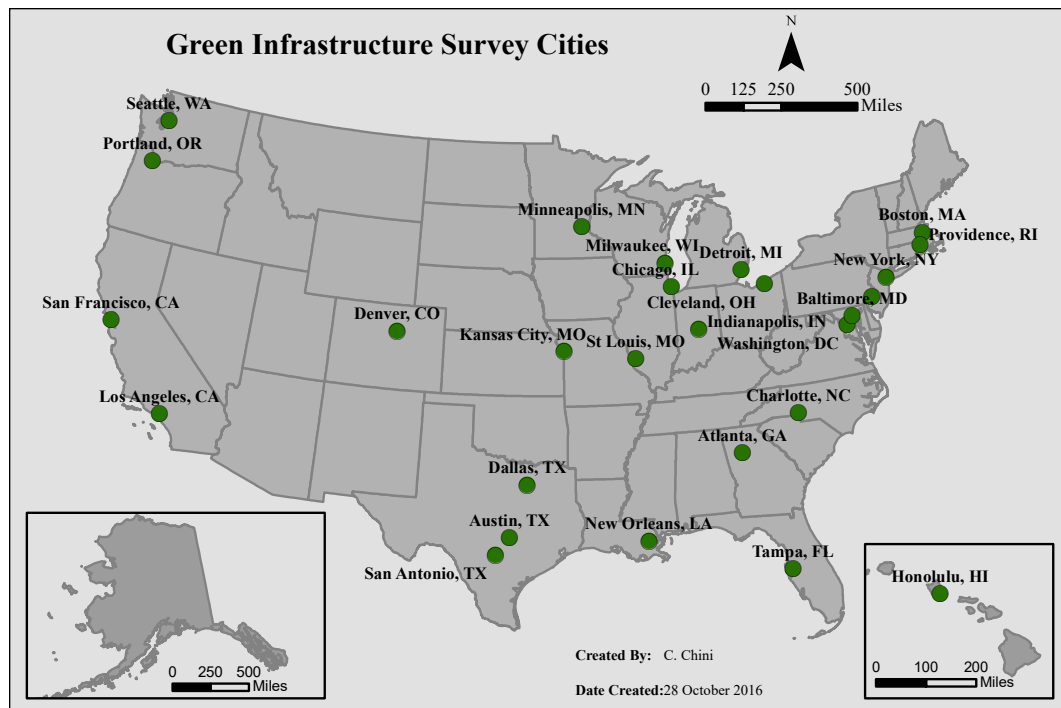 Green Infrastructure Survey Cities
N
0 125 250 500
Miles
Seattle, WA
Portland, OR
Minneapolis, MN
Boston, MA
Providence, RI
Milwaukee, WI
Detroit, MI
New York, NY
Chicago, IL
San Francisco, CA
Cleveland, OH
Baltimore, MD
Denver, CO
Indianapolis, IN
Kansas City, MO
St Louis, MO
Washington, DC
Los Angeles, CA
Charlotte, NC
Atlanta, GA
Dallas, TX
Austin, TX
New Orleans, LA
San Antonio, TX
Tampa, FL
Honolulu, HI
0 250 500
Miles
Created By: C. Chini
Date Created:28 October 2016
0 100 200
Miles